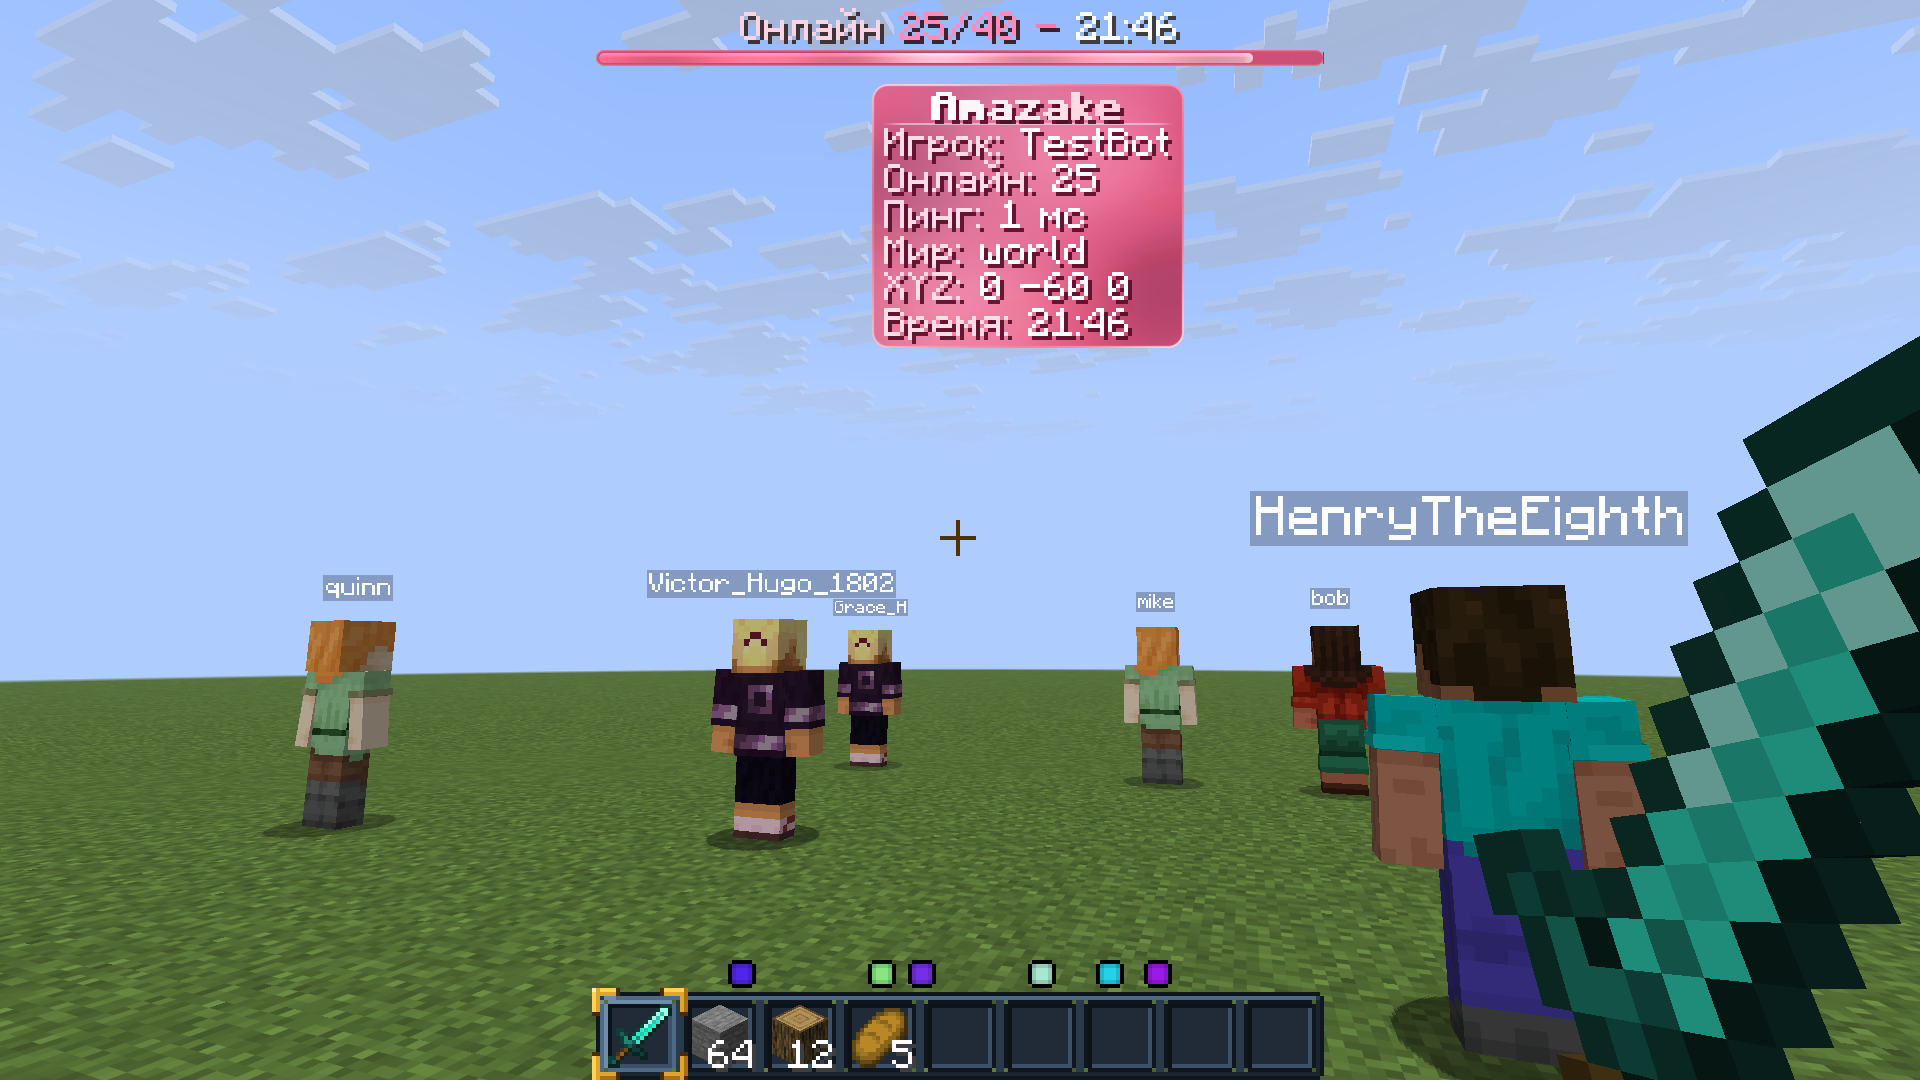 Онлайн 25/40 - 21:46
Amazake
Игрок: TestBot
Онлайн: 25
Пинг: 1 мс
Мир: world
XYZ: 0 -60 0
Время: 21:46
HenryTheEighth
quinn
Victor_Hugo_1802
Grace_H
mike
bob
64
12
5